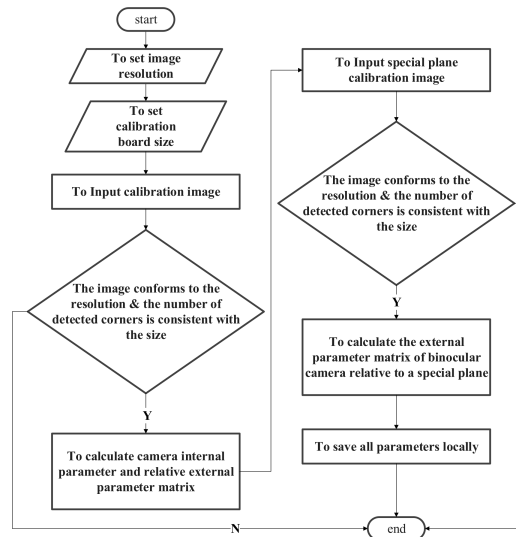 start
To set image
resolution
To set
calibration
board size
To Input calibration image
The image conforms to the
resolution & the number of
detected corners is consistent with
the size
Y
To calculate camera internal
parameter and relative external
parameter matrix
To Input special plane
calibration image
The image conforms to the
resolution & the number of
detected corners is consistent with
the size
Y
To calculate the external
parameter matrix of binocular
camera relative to a special plane
To save all parameters locally
N
end